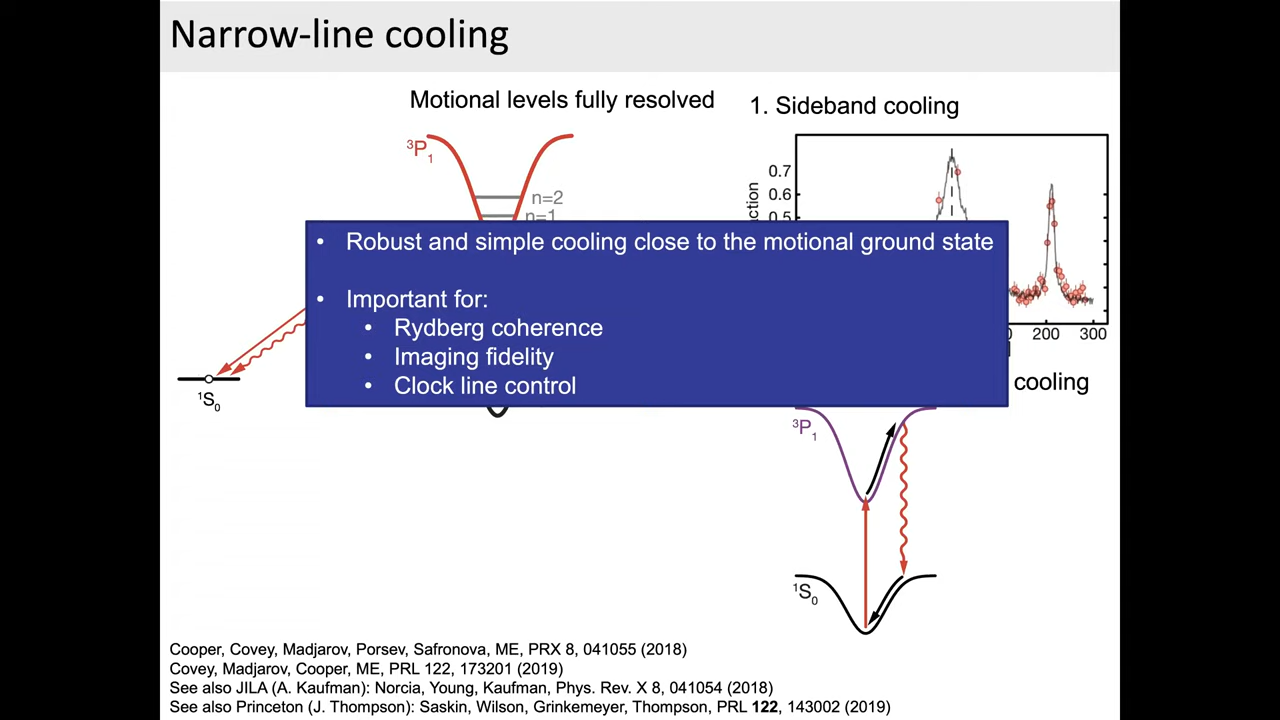 Narrow-line cooling
Motional levels fully resolved
1. Sideband cooling
³P₁
n=2
n=1
0.7
0.6
0.5
200
300
• Robust and simple cooling close to the motional ground state
• Important for:
• Rydberg coherence
• Imaging fidelity
• Clock line control
¹S₀
cooling
³P₁
¹S₀
Cooper, Covey, Madjarov, Porsev, Safronova, ME, PRX 8, 041055 (2018)
Covey, Madjarov, Cooper, ME, PRL 122, 173201 (2019)
See also JILA (A. Kaufman): Norcia, Young, Kaufman, Phys. Rev. X 8, 041054 (2018)
See also Princeton (J. Thompson): Saskin, Wilson, Grinkemeyer, Thompson, PRL 122, 143002 (2019)